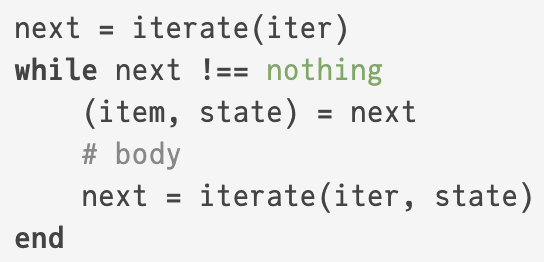 next = iterate(iter)
while next !== nothing
    (item, state) = next
    # body
    next = iterate(iter, state)
end